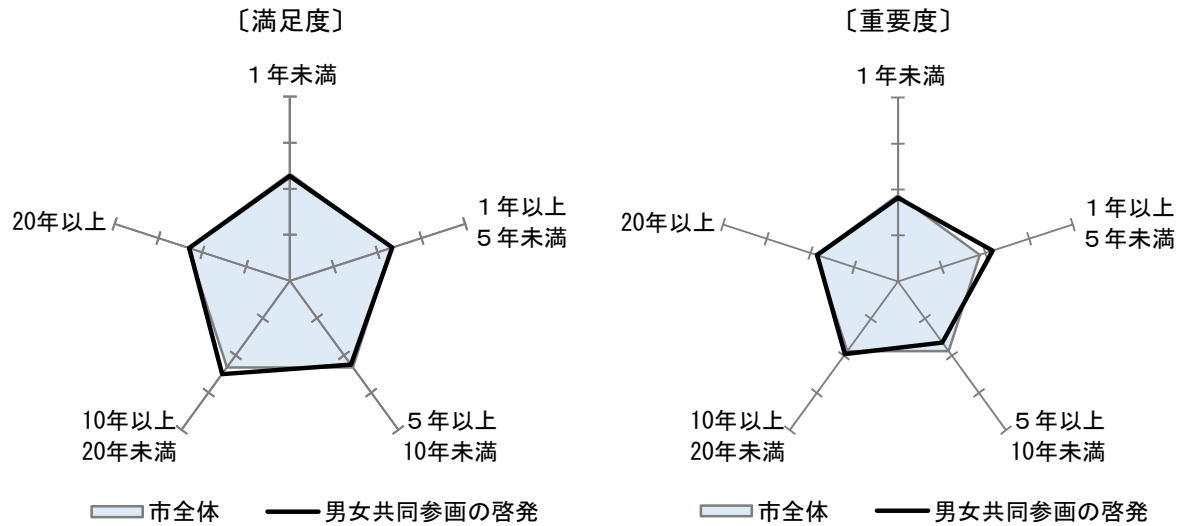 〔満足度〕
１年未満
１年以上
５年未満
５年以上
10年未満
10年以上
20年未満
20年以上
市全体
男女共同参画の啓発
〔重要度〕
１年未満
１年以上
５年未満
５年以上
10年未満
10年以上
20年未満
20年以上
市全体
男女共同参画の啓発